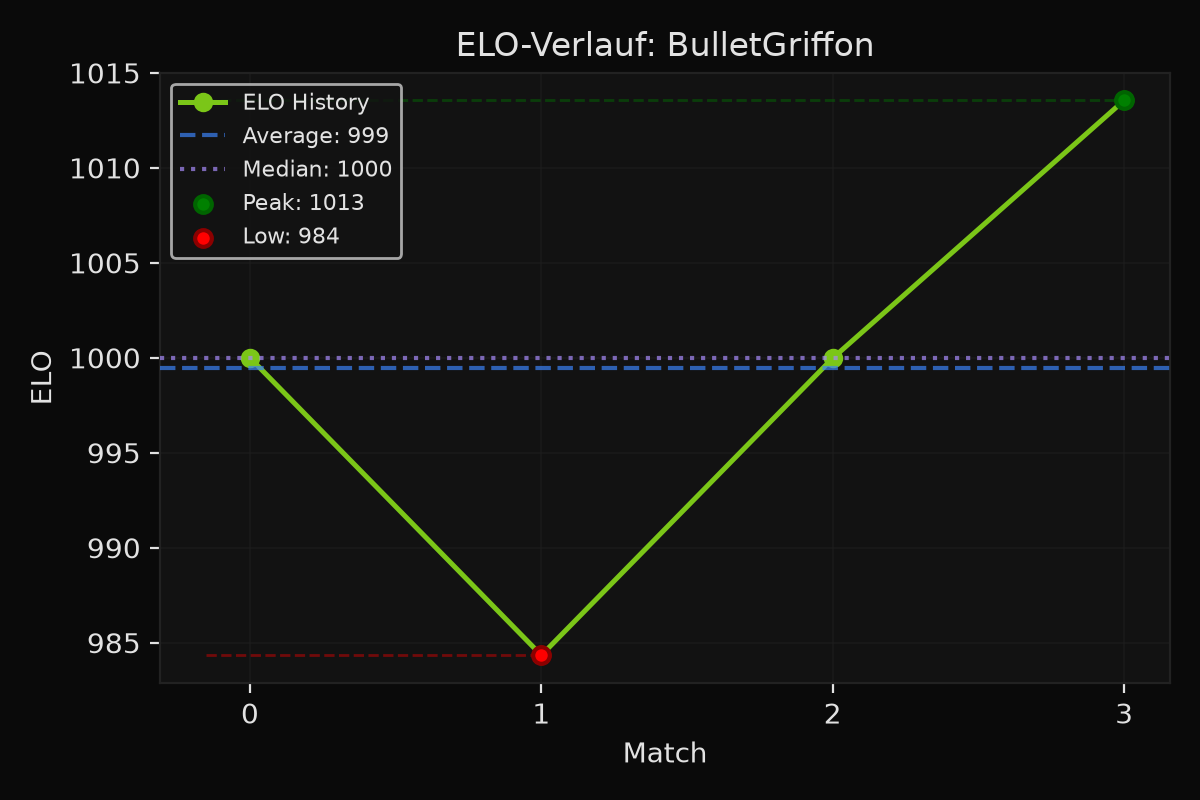 ELO-Verlauf: BulletGriffon
ELO History
Average: 999
Median: 1000
Peak: 1013
Low: 984
1015
1010
1005
1000
995
990
985
ELO
0
1
2
3
Match